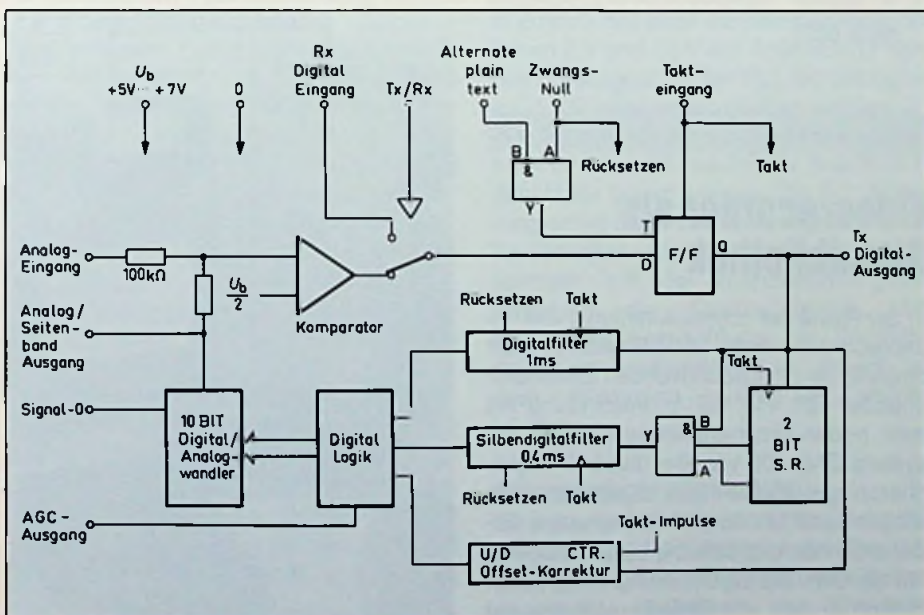 U_b
+5V ... +7V
0
Rx
Digital
Eingang
Tx/Rx
Alternote
plain
text
Zwangs-
Null
Takt-
eingang
B
A
&
Y
Rücksetzen
Takt
Analog-
Eingang
100kΩ
U_b
2
Komparator
T
D
F/F
Q
Tx
Digital-
Ausgang
Analog/
Seiten-
band
Ausgang
Rücksetzen
Takt
Digitalfilter
1ms
Takt
Signal-0
10 BIT
Digital/
Analog-
wandler
Digital
Logik
Silbendigitalfilter
0,4ms
Y
&
B
A
2
BIT
S.R.
Rücksetzen
Takt
AGC-
Ausgang
Takt-Impulse
U/D CTR.
Offset-Korrektur